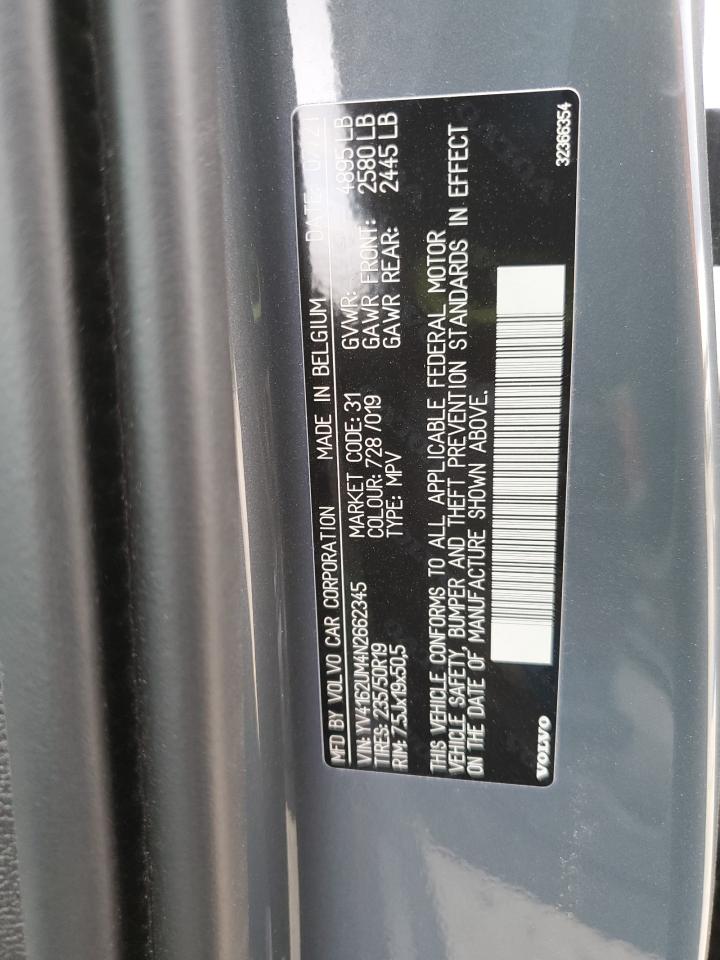 MFD BY VOLVO CAR CORPORATION MADE IN BELGIUM DATE: 07/21
VIN: YV4162UM4N2662345 MARKET CODE: 31 GVWR: 4895 LB
TIRES: 235/50R19 COLOUR: 728 /019 GAWR FRONT: 2580 LB
RIM: 7.5Jx19x50,5 TYPE: MPV GAWR REAR: 2445 LB
THIS VEHICLE CONFORMS TO ALL APPLICABLE FEDERAL MOTOR
VEHICLE SAFETY, BUMPER AND THEFT PREVENTION STANDARDS IN EFFECT
ON THE DATE OF MANUFACTURE SHOWN ABOVE.
VOLVO 32366354